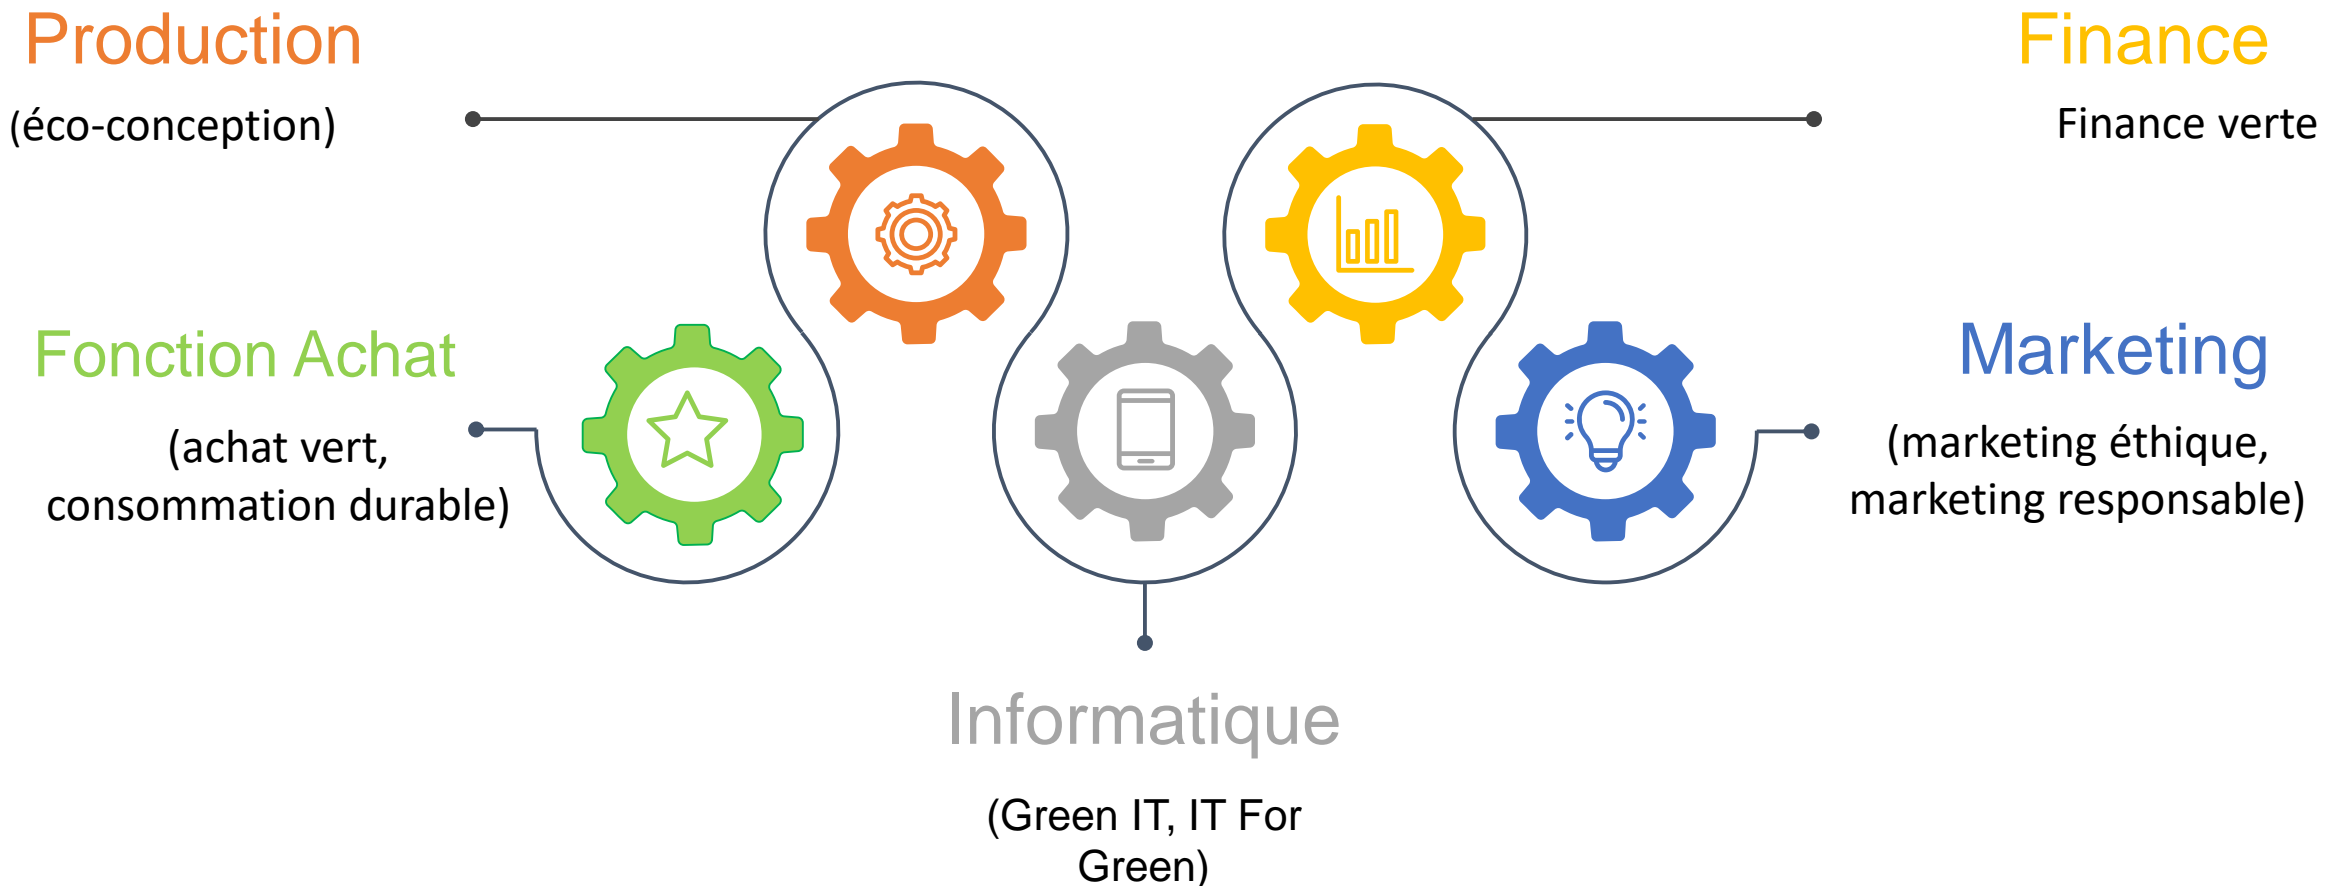 Production
(éco-conception)
Finance
Finance verte
Fonction Achat
(achat vert,
consommation durable)
Marketing
(marketing éthique,
marketing responsable)
Informatique
(Green IT, IT For
Green)